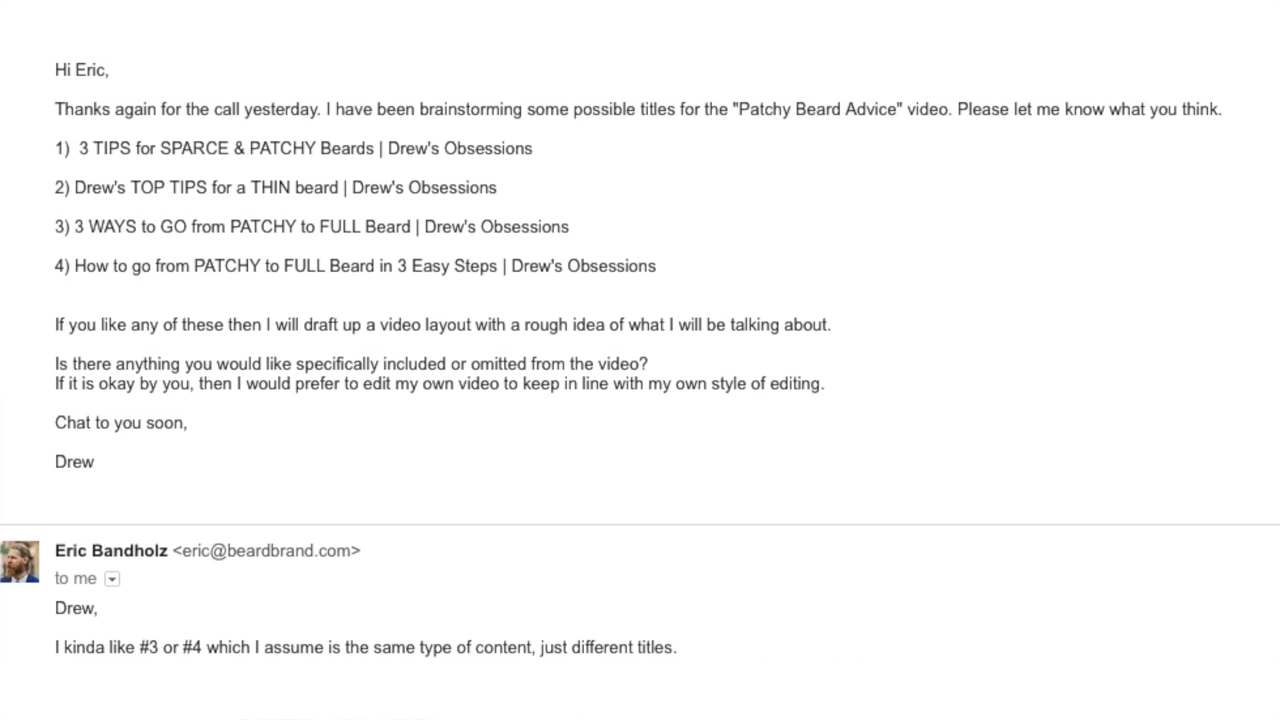 Hi Eric,
Thanks again for the call yesterday. I have been brainstorming some possible titles for the "Patchy Beard Advice" video. Please let me know what you think.
1)  3 TIPS for SPARCE & PATCHY Beards | Drew's Obsessions
2) Drew's TOP TIPS for a THIN beard | Drew's Obsessions
3) 3 WAYS to GO from PATCHY to FULL Beard | Drew's Obsessions
4) How to go from PATCHY to FULL Beard in 3 Easy Steps | Drew's Obsessions
If you like any of these then I will draft up a video layout with a rough idea of what I will be talking about.
Is there anything you would like specifically included or omitted from the video?
If it is okay by you, then I would prefer to edit my own video to keep in line with my own style of editing.
Chat to you soon,
Drew
Eric Bandholz <eric@beardbrand.com>
to me
Drew,
I kinda like #3 or #4 which I assume is the same type of content, just different titles.